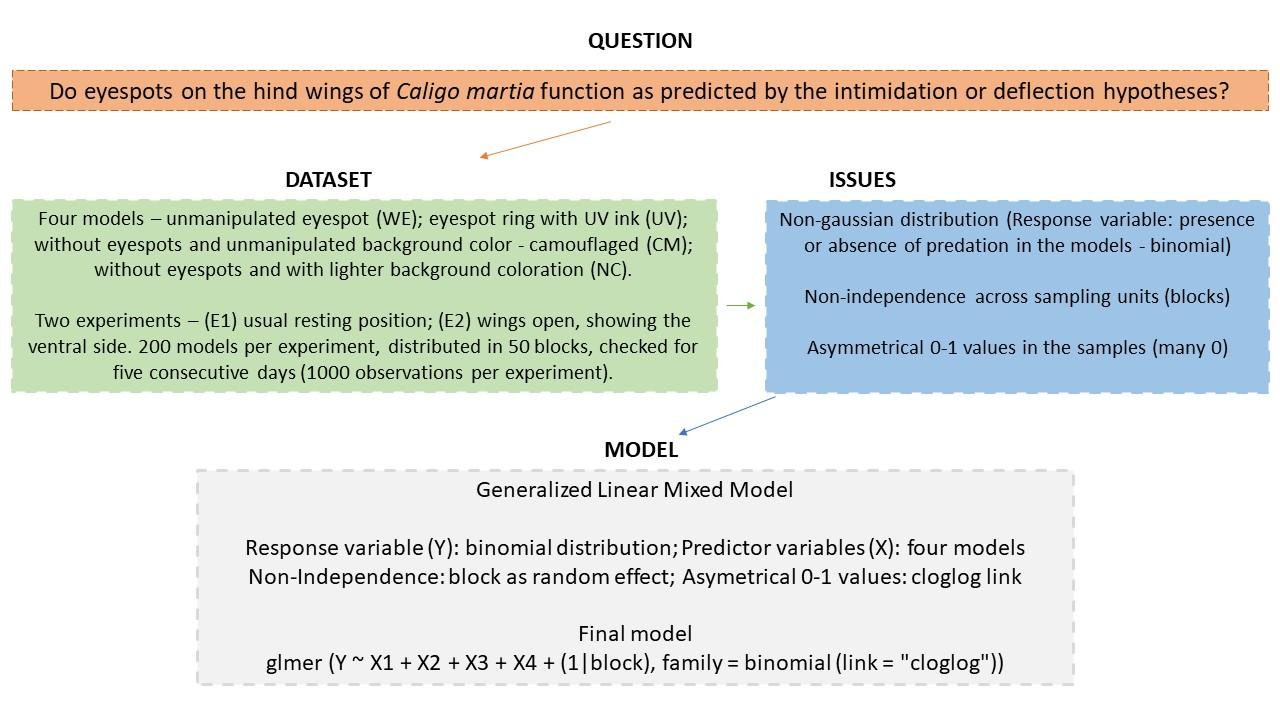 QUESTION
Do eyespots on the hind wings of Caligo martia function as predicted by the intimidation or deflection hypotheses?
DATASET
Four models – unmanipulated eyespot (WE); eyespot ring with UV ink (UV);
without eyespots and unmanipulated background color - camouflaged (CM);
without eyespots and with lighter background coloration (NC).
Two experiments – (E1) usual resting position; (E2) wings open, showing the
ventral side. 200 models per experiment, distributed in 50 blocks, checked for
five consecutive days (1000 observations per experiment).
ISSUES
Non-gaussian distribution (Response variable: presence
or absence of predation in the models - binomial)
Non-independence across sampling units (blocks)
Asymmetrical 0-1 values in the samples (many 0)
MODEL
Generalized Linear Mixed Model
Response variable (Y): binomial distribution; Predictor variables (X): four models
Non-Independence: block as random effect; Asymetrical 0-1 values: cloglog link
Final model
glmer (Y ~ X1 + X2 + X3 + X4 + (1|block), family = binomial (link = "cloglog"))